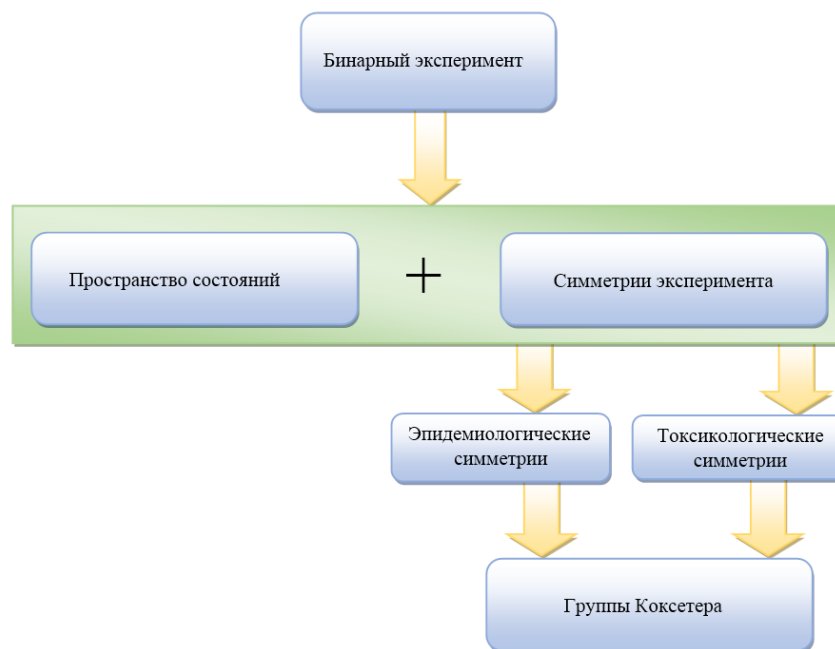 Бинарный эксперимент
Пространство состояний
+
Симметрии эксперимента
Эпидемиологические
симметрии
Токсикологические
симметрии
Группы Коксетера